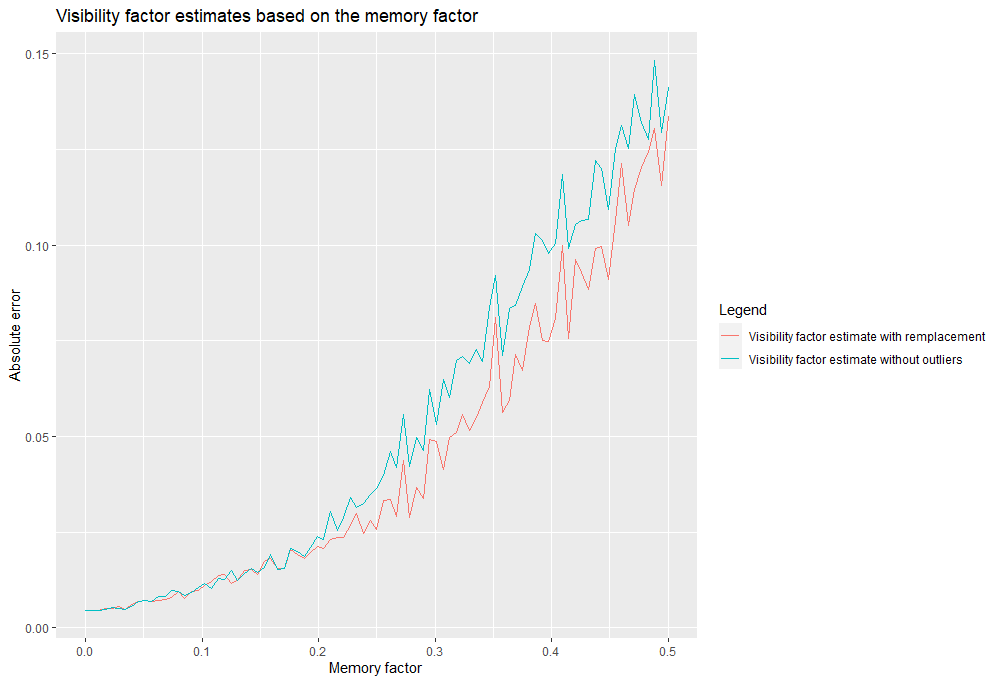 Visibility factor estimates based on the memory factor
0.15
0.10
0.05
0.00
Absolute error
0.0 0.1 0.2 0.3 0.4 0.5
Memory factor
Legend
Visibility factor estimate with remplacement
Visibility factor estimate without outliers